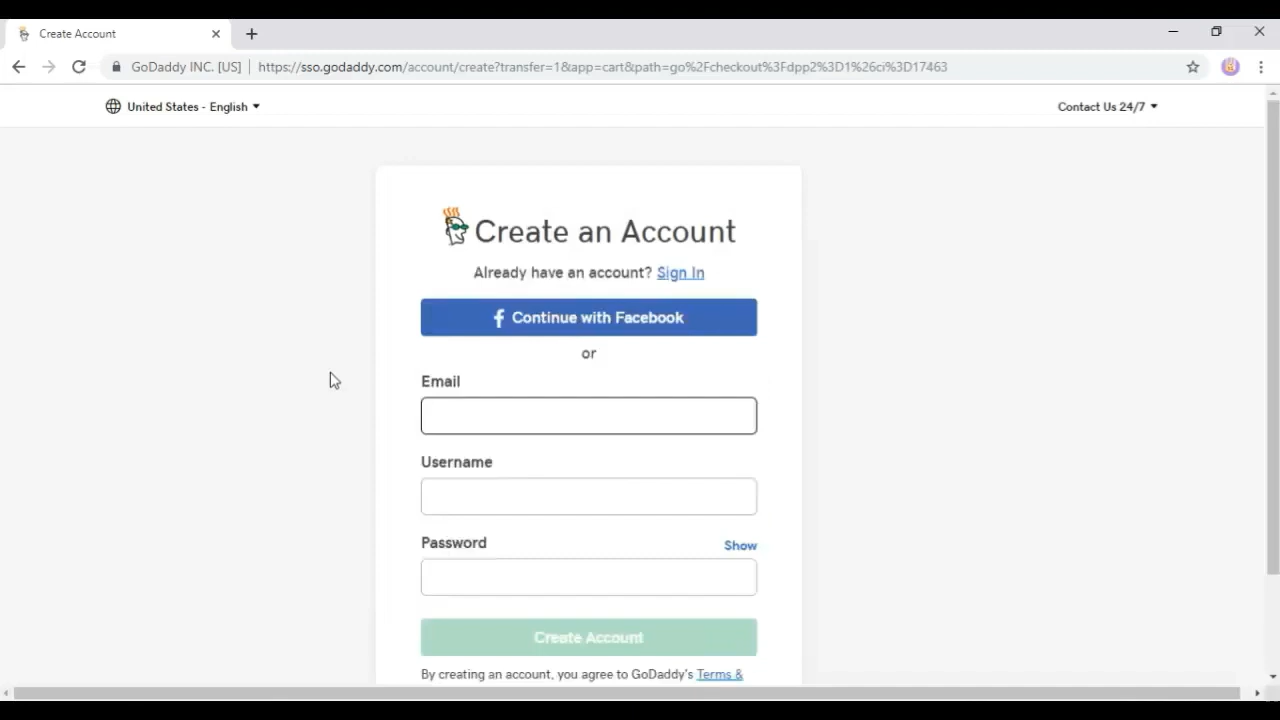 Create Account
GoDaddy INC. [US]
https://sso.godaddy.com/account/create?transfer=1&app=cart&path=go%2Fcheckout%3Fdpp2%3D1%26ci%3D17463
United States - English
Contact Us 24/7
Create an Account
Already have an account? Sign In
f Continue with Facebook
or
Email
Username
Password
Show
Create Account
By creating an account, you agree to GoDaddy's Terms &